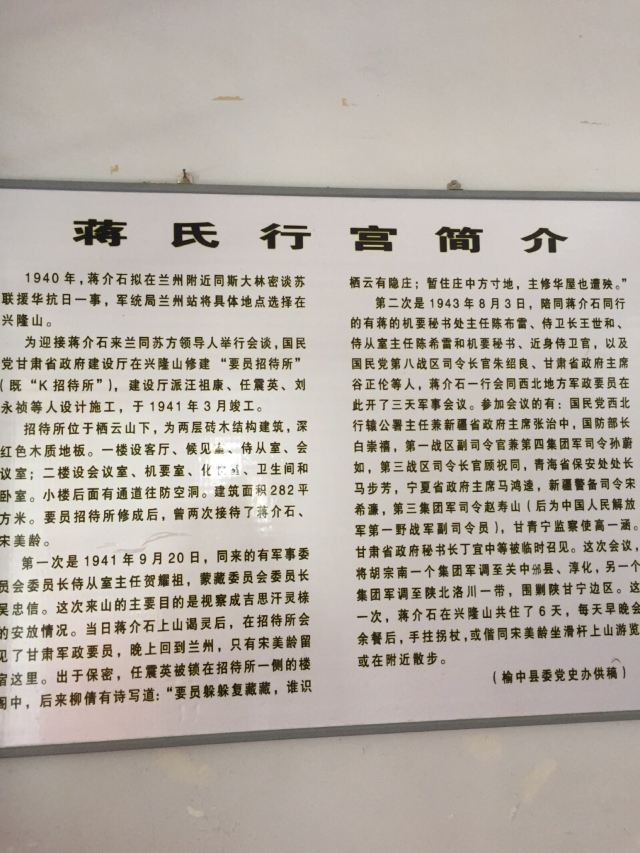 蒋氏行宫简介
1940年，蒋介石拟在兰州附近同斯大林密谈苏
联援华抗日一事，军统局兰州站将具体地点选择在
兴隆山。
为迎接蒋介石来兰同苏方领导人举行会谈，国民
党甘肃省政府建设厅在兴隆山修建“要员招待所”
（既“K招待所”），建设厅派汪祖康、任震英、刘
永祯等人设计施工，于1941年3月竣工。
招待所位于栖云山下，为两层砖木结构建筑，深
红色木质地板。一楼设客厅、候见室、侍从室、会
议室；二楼设会议室、机要室、化 、卫生间和
卧室。小楼后面有通道往防空洞。建筑面积282平
方米。要员招待所修成后，曾两次接待了蒋介石、
宋美龄。
第一次是1941年9月20日，同来的有军事委
员会委员长侍从室主任贺耀祖，蒙藏委员会委员长
吴忠信。这次来山的主要目的是视察成吉思汗灵榇
的安放情况。当日蒋介石上山谒灵后，在招待所会
见了甘肃军政要员，晚上回到兰州，只有宋美龄留
宿这里。出于保密，任震英被锁在招待所一侧的楼
阁中，后来柳倩有诗写道：“要员躲躲复藏藏，谁识
栖云有隐庄；暂住庄中方寸地，主修华屋也遭殃。”
第二次是1943年8月3日，陪同蒋介石同行
的有蒋的机要秘书处主任陈布雷、侍卫长王世和、
侍从室主任陈希雷和机要秘书、近身侍卫官，以及
国民党第八战区司令长官朱绍良、甘肃省政府主席
谷正伦等人，蒋介石一行会同西北地方军政要员在
此开了三天军事会议。参加会议的有：国民党西北
行辕公署主任兼新疆省政府主席张治中，国防部长
白崇禧，第一战区副司令官兼第四集团军司令孙蔚
如，第三战区司令长官顾祝同，青海省保安处处长
马步芳，宁夏省政府主席马鸿逵，新疆警备司令宋
希濂，第三集团军司令赵寿山（后为中国人民解放
军第一野战军副司令员），甘青宁监察使高一涵。
甘肃省政府秘书长丁宜中等被临时召见。这次会议，
将胡宗南一个集团军调至关中邠县、淳化，另一个
集团军调至陕北洛川一带，围剿陕甘宁边区。这
一次，蒋介石在兴隆山共住了6天，每天早晚会
余餐后，手拄拐杖，或偕同宋美龄坐滑杆上山游览
或在附近散步。
（榆中县委党史办供稿）